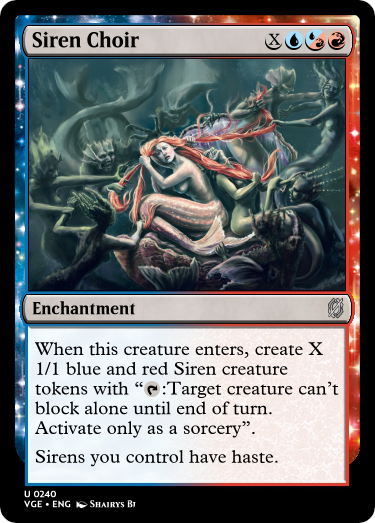 Siren Choir X
Enchantment
When this creature enters, create X
1/1 blue and red Siren creature
tokens with “:Target creature can’t
block alone until end of turn.
Activate only as a sorcery”.
Sirens you control have haste.
U 0240
VGE • ENG Shairys Bi